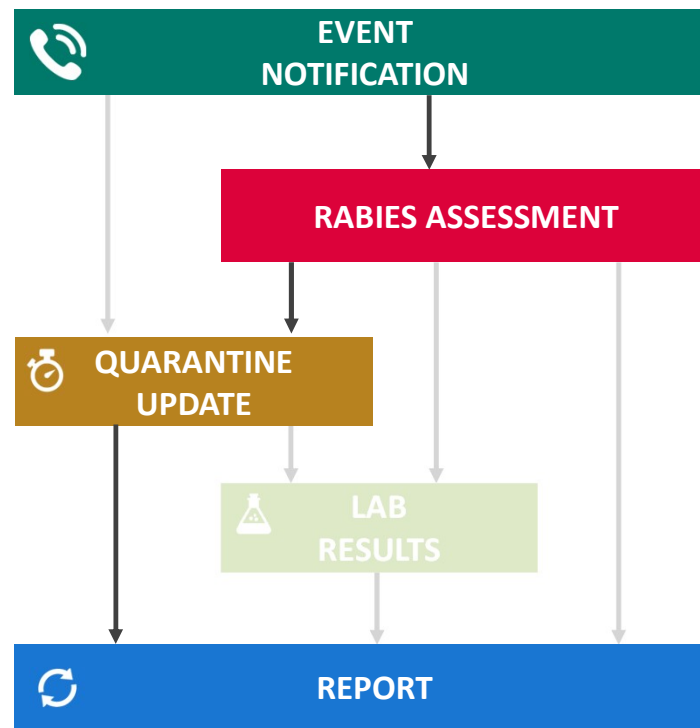 EVENT
NOTIFICATION
RABIES ASSESSMENT
QUARANTINE
UPDATE
LAB
RESULTS
REPORT